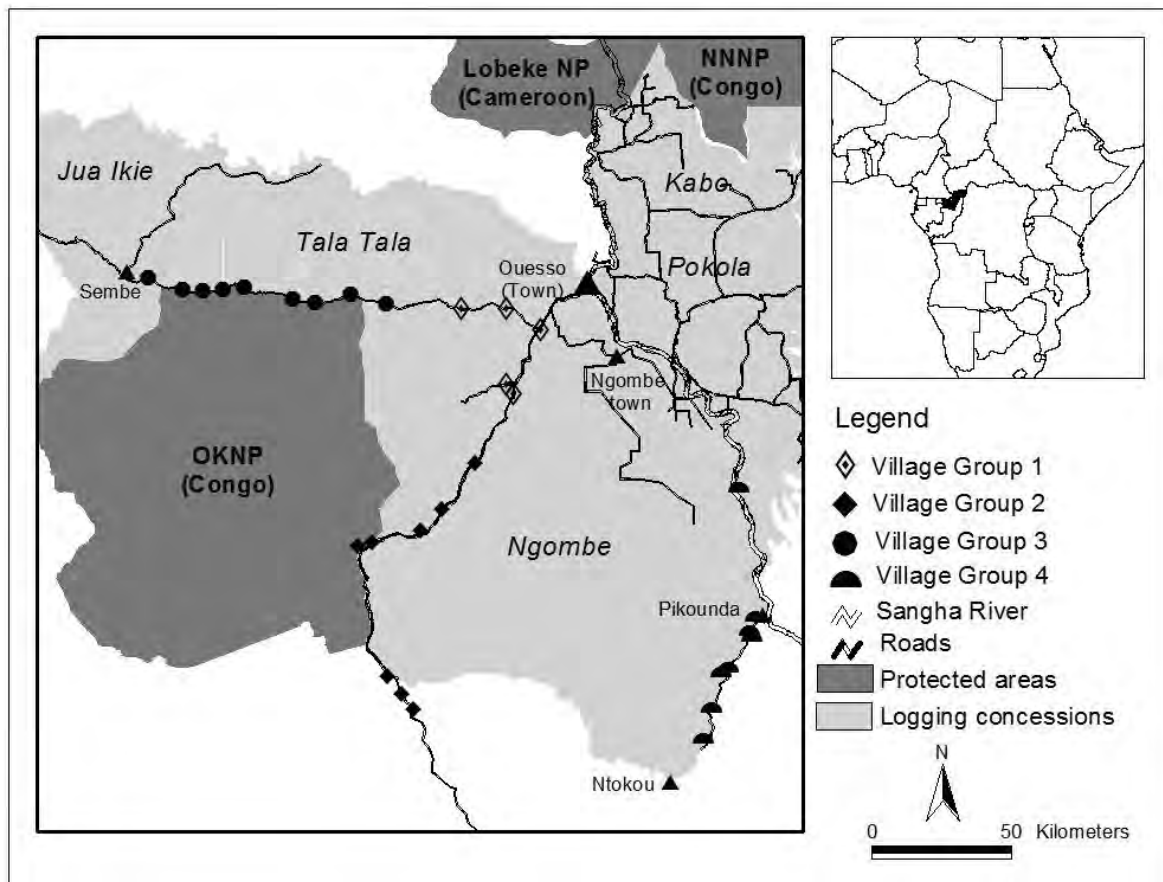 Lobeke NP
(Cameroon)
NNNP
(Congo)
Jua Ikie
Kabo
Tala Tala
Ouesso
(Town)
Pokola
Sembe
Ngombe
town
OKNP
(Congo)
Ngombe
Pikounda
Ntokou
Legend
Village Group 1
Village Group 2
Village Group 3
Village Group 4
Sangha River
Roads
Protected areas
Logging concessions
N
0 50 Kilometers